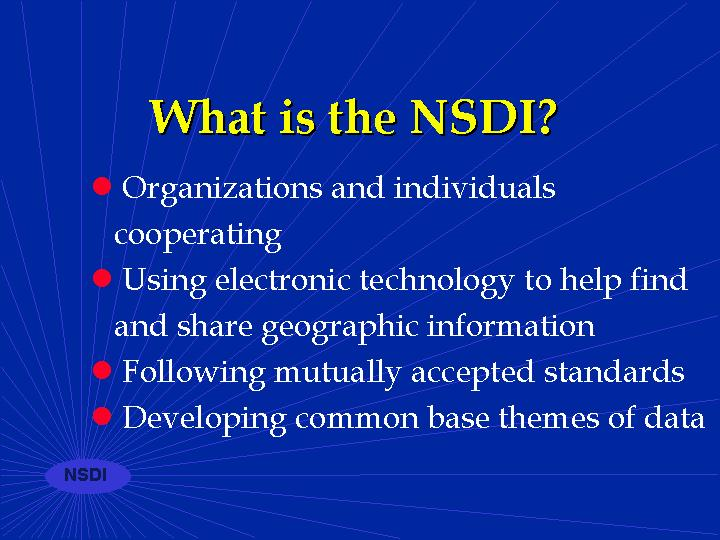 What is the NSDI?
Organizations and individuals
cooperating
Using electronic technology to help find
and share geographic information
Following mutually accepted standards
Developing common base themes of data
NSDI